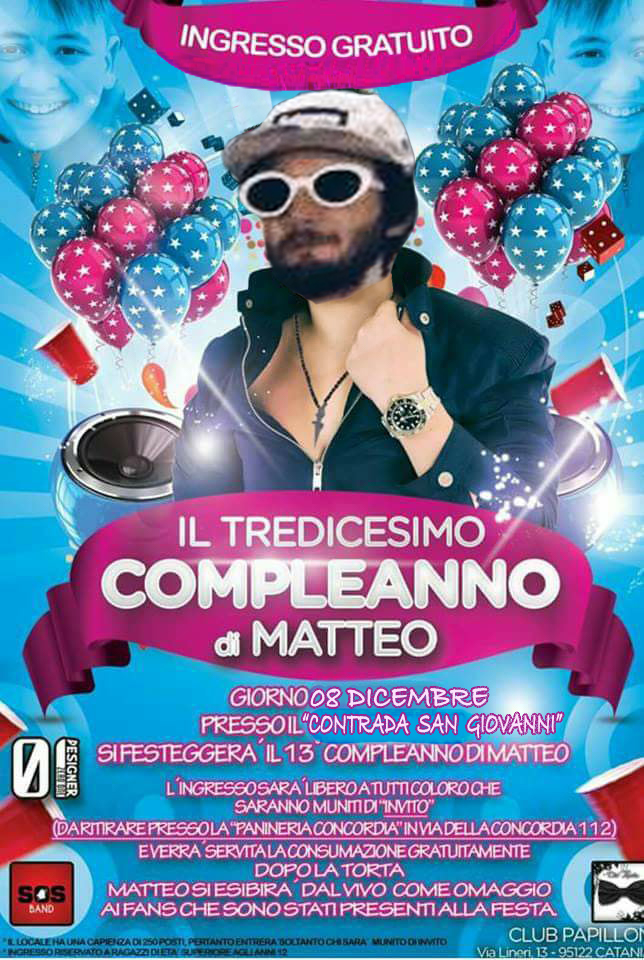 INGRESSO GRATUITO
IL TREDICESIMO
COMPLEANNO
di MATTEO
GIORNO 08 DICEMBRE
PRESSO IL "CONTRADA SAN GIOVANNI"
SI FESTEGGERA´ IL 13° COMPLEANNO DI MATTEO
L´INGRESSO SARA´ LIBERO A TUTTI COLORO CHE
SARANNO MUNITI DI "INVITO"
(DA RITIRARE PRESSO LA "PANINERIA CONCORDIA" IN VIA DELLA CONCORDIA 112)
E VERRA´ SERVITA LA CONSUMAZIONE GRATUITAMENTE
DOPO LA TORTA
MATTEO SI ESIBIRA´ DAL VIVO COME OMAGGIO
AI FANS CHE SONO STATI PRESENTI ALLA FESTA.
01
DESIGNER
SOS
BAND
CLUB PAPILLON
Via Lineri, 13 - 95122 CATANI
* IL LOCALE HA UNA CAPIENZA DI 250 POSTI, PERTANTO ENTRERA´ SOLTANTO CHI SARA´ MUNITO DI INVITO
* INGRESSO RISERVATO A RAGAZZI DI ETA´ SUPERIORE AGLI ANNI 12